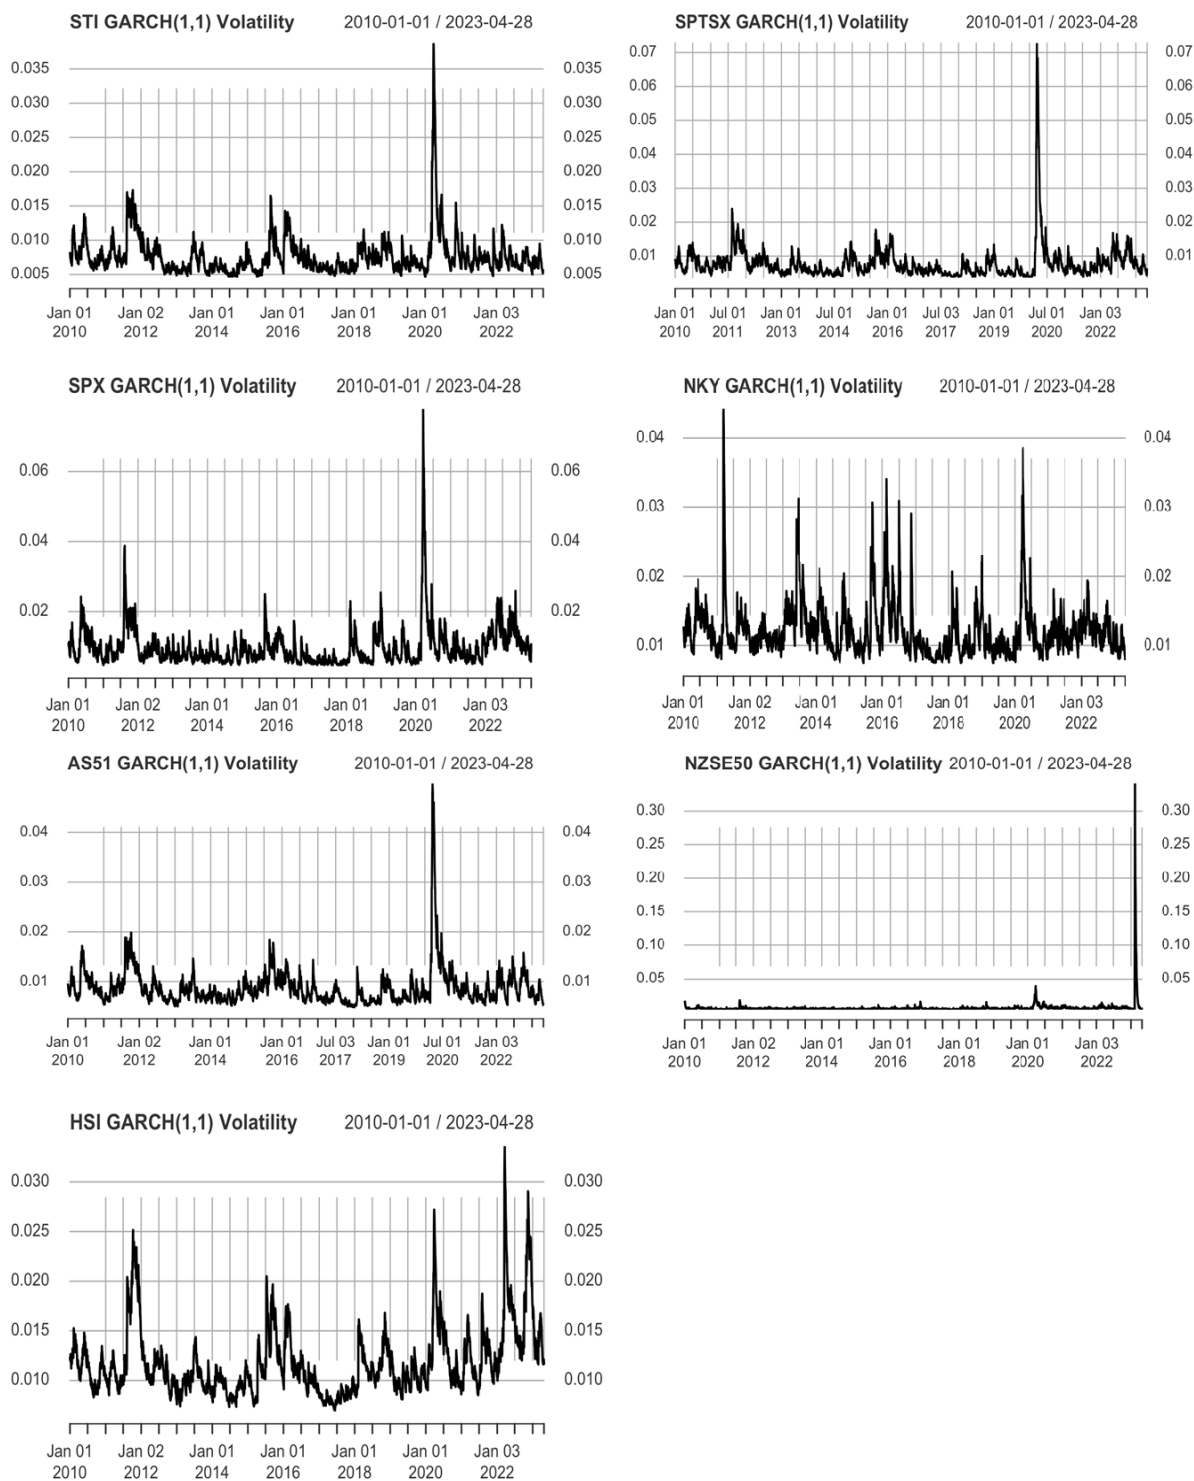 STI GARCH(1,1) Volatility 2010-01-01 / 2023-04-28
0.035 0.035
0.030 0.030
0.025 0.025
0.020 0.020
0.015 0.015
0.010 0.010
0.005 0.005
Jan 01 Jan 02 Jan 01 Jan 01 Jan 01 Jan 01 Jan 03
2010 2012 2014 2016 2018 2020 2022
SPTSX GARCH(1,1) Volatility 2010-01-01 / 2023-04-28
0.07 0.07
0.06 0.06
0.05 0.05
0.04 0.04
0.03 0.03
0.02 0.02
0.01 0.01
Jan 01 Jul 01 Jan 01 Jul 01 Jan 01 Jul 03 Jan 01 Jul 01 Jan 03
2010 2011 2013 2014 2016 2017 2019 2020 2022
SPX GARCH(1,1) Volatility 2010-01-01 / 2023-04-28
0.06 0.06
0.04 0.04
0.02 0.02
Jan 01 Jan 02 Jan 01 Jan 01 Jan 01 Jan 01 Jan 03
2010 2012 2014 2016 2018 2020 2022
NKY GARCH(1,1) Volatility 2010-01-01 / 2023-04-28
0.04 0.04
0.03 0.03
0.02 0.02
0.01 0.01
Jan 01 Jan 02 Jan 01 Jan 01 Jan 01 Jan 01 Jan 03
2010 2012 2014 2016 2018 2020 2022
AS51 GARCH(1,1) Volatility 2010-01-01 / 2023-04-28
0.04 0.04
0.03 0.03
0.02 0.02
0.01 0.01
Jan 01 Jan 02 Jan 01 Jan 01 Jul 03 Jan 01 Jul 01 Jan 03
2010 2012 2014 2016 2017 2019 2020 2022
NZSE50 GARCH(1,1) Volatility 2010-01-01 / 2023-04-28
0.30 0.30
0.25 0.25
0.20 0.20
0.15 0.15
0.10 0.10
0.05 0.05
Jan 01 Jan 02 Jan 01 Jan 01 Jan 01 Jan 01 Jan 03
2010 2012 2014 2016 2018 2020 2022
HSI GARCH(1,1) Volatility 2010-01-01 / 2023-04-28
0.030 0.030
0.025 0.025
0.020 0.020
0.015 0.015
0.010 0.010
Jan 01 Jan 02 Jan 01 Jan 01 Jan 01 Jan 01 Jan 03
2010 2012 2014 2016 2018 2020 2022